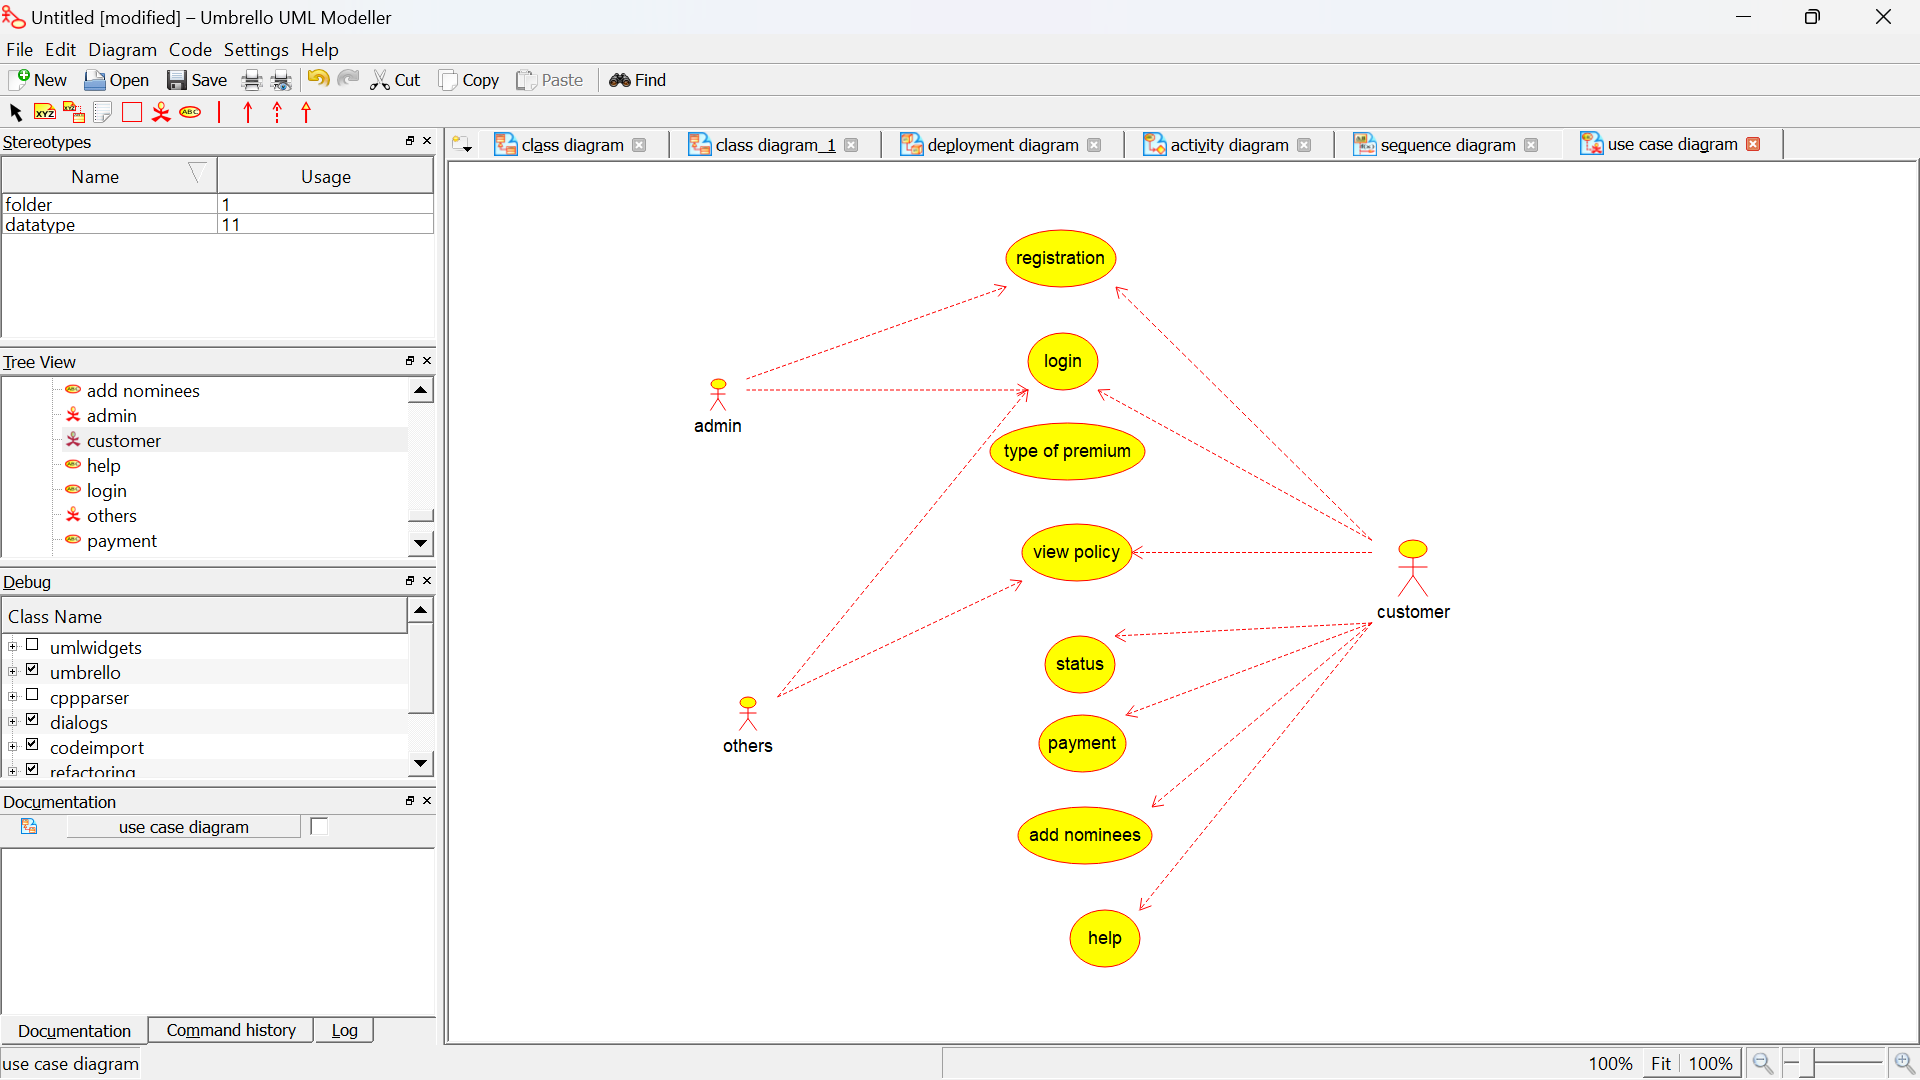 Untitled [modified] – Umbrello UML Modeller
File Edit Diagram Code Settings Help
New Open Save Cut Copy Paste Find
XYZ XYZ ABC
Stereotypes
class diagram class diagram_1 deployment diagram activity diagram sequence diagram use case diagram
Name Usage
folder 1
datatype 11
Tree View
add nominees
admin
customer
help
login
others
payment
Debug
Class Name
umlwidgets
umbrello
cppparser
dialogs
codeimport
refactoring
Documentation
use case diagram
Documentation Command history Log
registration
login
admin
type of premium
view policy
customer
status
others
payment
add nominees
help
use case diagram
100% Fit 100%